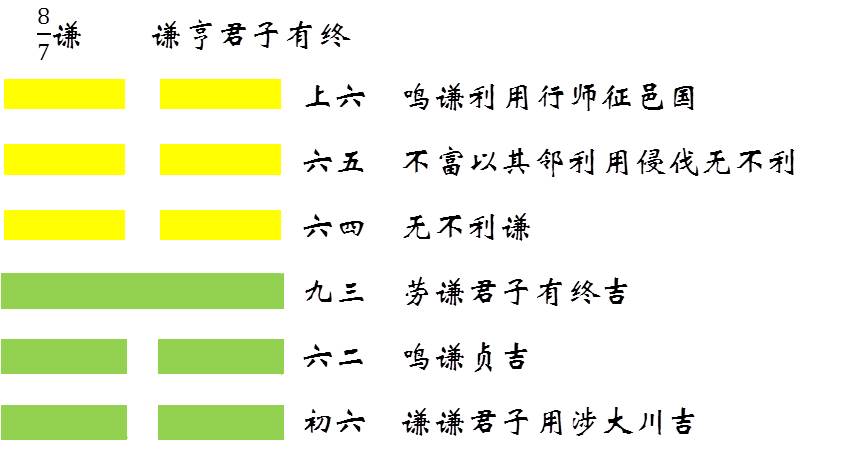 8/7谦 谦亨君子有终
上六 鸣谦利用行师征邑国
六五 不富以其邻利用侵伐无不利
六四 无不利谦
九三 劳谦君子有终吉
六二 鸣谦贞吉
初六 谦谦君子用涉大川吉